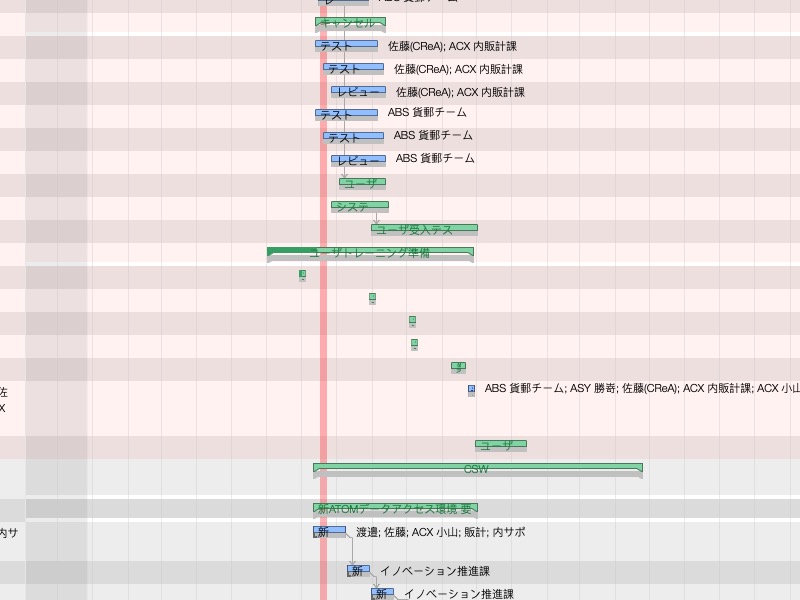 キャンセル
テスト 佐藤(CReA); ACX 内販計課
テスト 佐藤(CReA); ACX 内販計課
レビュー 佐藤(CReA); ACX 内販計課
テスト ABS 貨郵チーム
テスト ABS 貨郵チーム
レビュー ABS 貨郵チーム
ユーザ
システ
ユーザ受入テス
ユーザトレーニング準備
佐 ABS 貨郵チーム; ASY 勝嵜; 佐藤(CReA); ACX 内販計課; ACX 小山
X
ユーザ
CSW
新ATOMデータアクセス環境 要
内サ 新 渡邉; 佐藤; ACX 小山; 販計; 内サポ
新 イノベーション推進課
新 イノベーション推進課